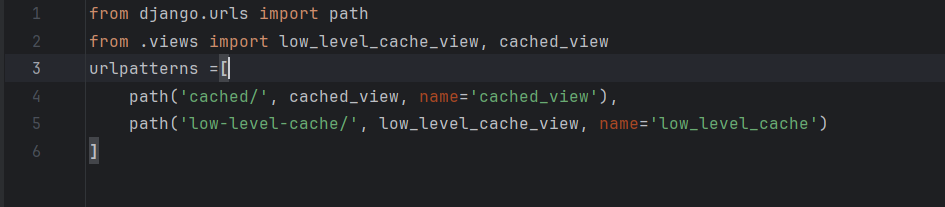 1 from django.urls import path
2 from .views import low_level_cache_view, cached_view
3 urlpatterns =[
4     path('cached/', cached_view, name='cached_view'),
5     path('low-level-cache/', low_level_cache_view, name='low_level_cache')
6 ]